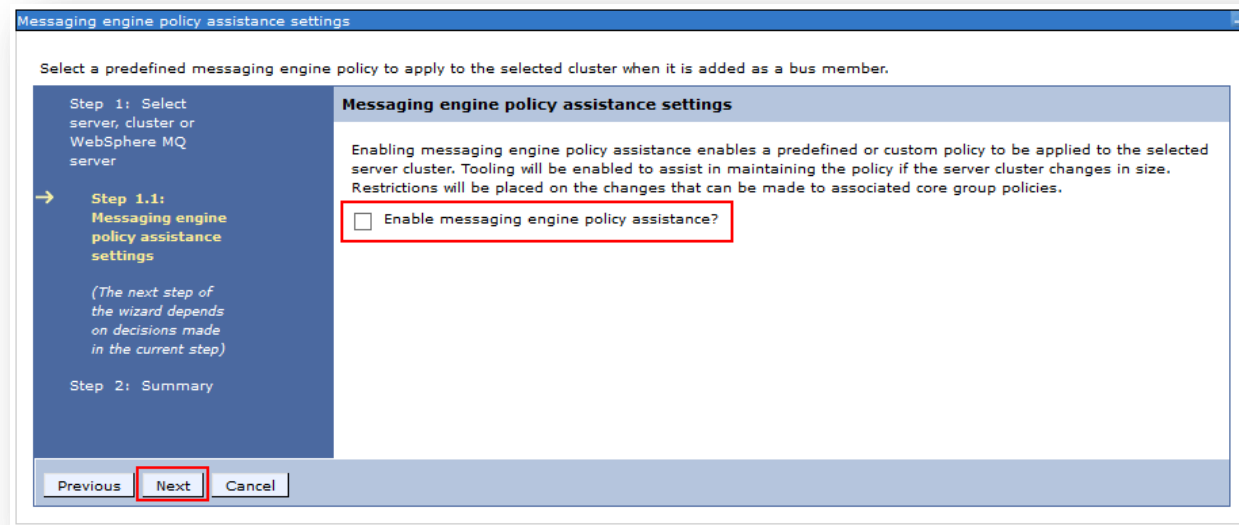 Messaging engine policy assistance settings
Select a predefined messaging engine policy to apply to the selected cluster when it is added as a bus member.
Step 1: Select
server, cluster or
WebSphere MQ
server
Step 1.1:
Messaging engine
policy assistance
settings
(The next step of
the wizard depends
on decisions made
in the current step)
Step 2: Summary
Messaging engine policy assistance settings
Enabling messaging engine policy assistance enables a predefined or custom policy to be applied to the selected
server cluster. Tooling will be enabled to assist in maintaining the policy if the server cluster changes in size.
Restrictions will be placed on the changes that can be made to associated core group policies.
Enable messaging engine policy assistance?
Previous Next Cancel